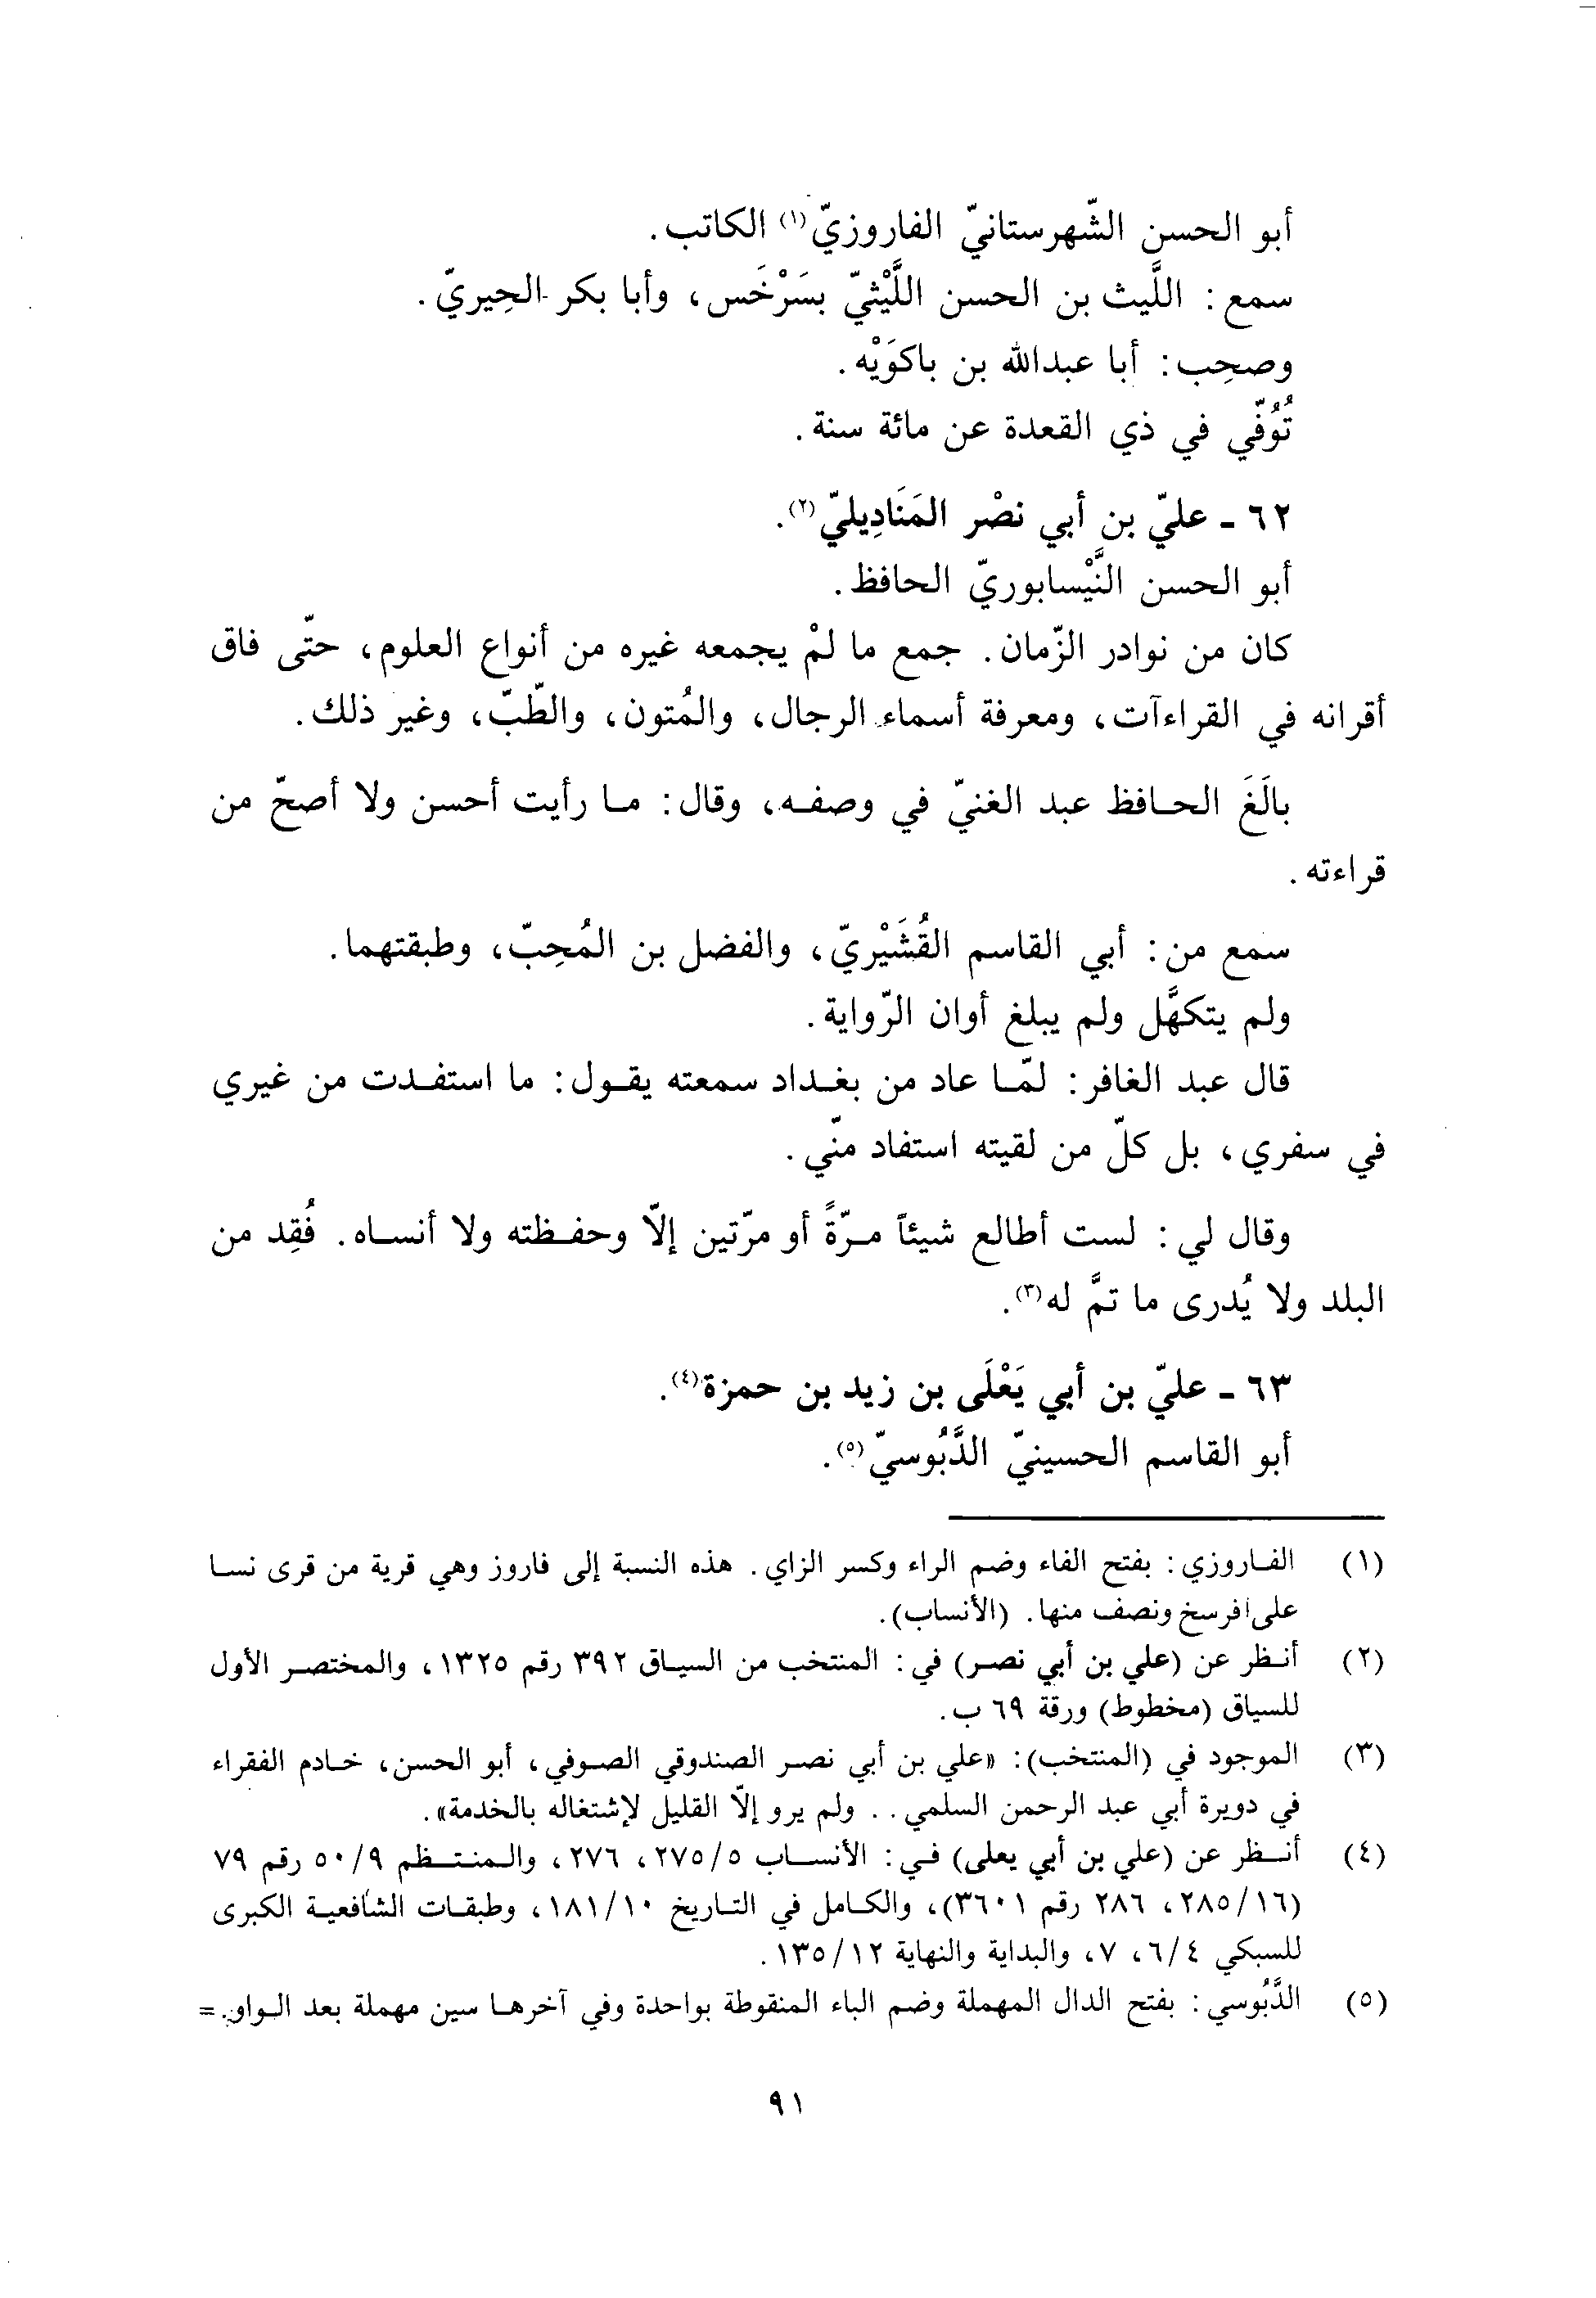 أبو الحسن الشّهرستانيّ الفاروزيّ(١) الكاتب.
سمع: اللَّيث بن الحسن اللَّيْثيّ بسَرْخَس، وأبا بكر الحِيريّ.
وصحِب: أبا عبدالله بن باكَوَيْه.
تُوُفّي في ذي القعدة عن مائة سنة.
٦٢ - عليّ بن أبي نصْر المَنَادِيليّ(٢).
أبو الحسن النَّيْسابوريّ الحافظ.
كان من نوادر الزّمان. جمع ما لمْ يجمعه غيره من أنواع العلوم، حتّى فاق
أقرانه في القراءآت، ومعرفة أسماء الرجال، والمُتون، والطّبّ، وغير ذلك.
بالَغَ الحافظ عبد الغنيّ في وصفه، وقال: ما رأيت أحسن ولا أصحّ من
قراءته.
سمع من: أبي القاسم القُشَيْريّ، والفضل بن المُحِبّ، وطبقتهما.
ولم يتكهَّل ولم يبلغ أوان الرّواية.
قال عبد الغافر: لمّا عاد من بغداد سمعته يقول: ما استفدت من غيري
في سفري، بل كلّ من لقيته استفاد منّي.
وقال لي: لست أطالع شيئاً مرّةً أو مرّتين إلّا وحفظته ولا أنساه. فُقِد من
البلد ولا يُدرى ما تمَّ له(٣).
٦٣ - عليّ بن أبي يَعْلَى بن زيد بن حمزة(٤).
أبو القاسم الحسينيّ الدَّبُوسيّ(٥).
(١) الفاروزي: بفتح الفاء وضم الراء وكسر الزاي. هذه النسبة إلى فاروز وهي قرية من قرى نسا
على فرسخ ونصف منها. (الأنساب).
(٢) أنظر عن (علي بن أبي نصر) في: المنتخب من السياق ٣٩٢ رقم ١٣٢٥، والمختصر الأول
للسياق (مخطوط) ورقة ٦٩ ب.
(٣) الموجود في (المنتخب): «علي بن أبي نصر الصندوقي الصوفي، أبو الحسن، خادم الفقراء
في دويرة أبي عبد الرحمن السلمي.. ولم يرو إلّا القليل لإشتغاله بالخدمة».
(٤) أنظر عن (علي بن أبي يعلى) في: الأنساب ٢٧٥/٥، ٢٧٦، والمنتظم ٥٠/٩ رقم ٧٩
(٢٨٥/١٦، ٢٨٦ رقم ٣٦٠١)، والكامل في التاريخ ١٨١/١٠، وطبقات الشافعية الكبرى
للسبكي ٦/٤، ٧، والبداية والنهاية ١٣٥/١٢.
(٥) الدَّبُوسي: بفتح الدال المهملة وضم الباء المنقوطة بواحدة وفي آخرها سين مهملة بعد الواو. =
٩١